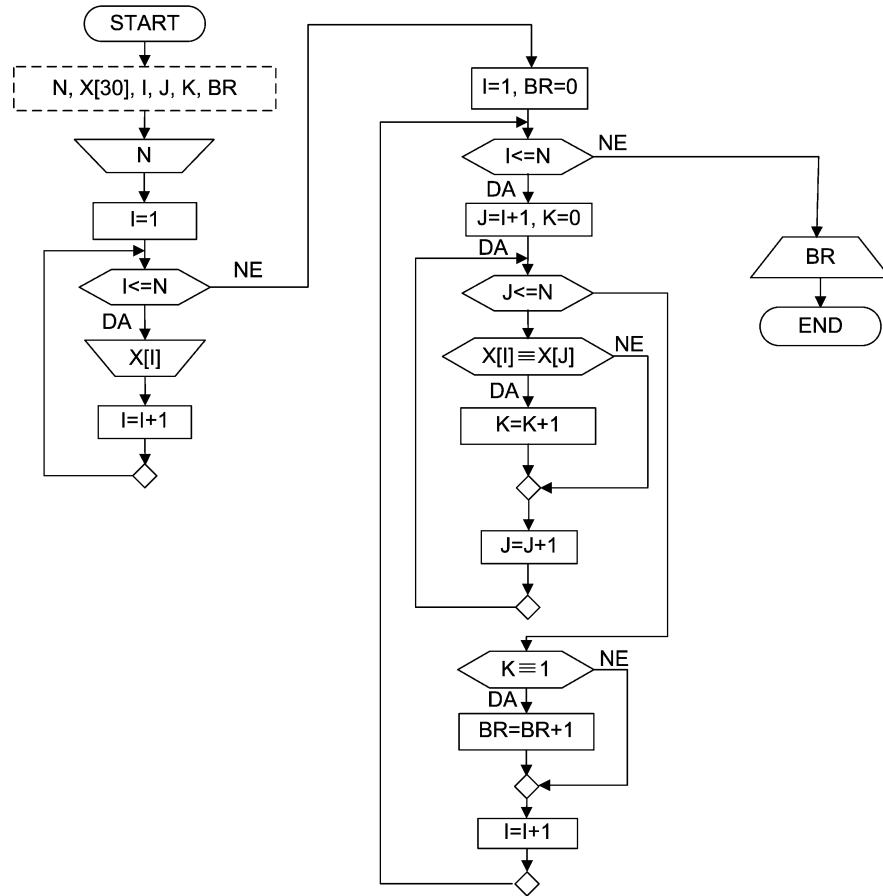 START
N, X[30], I, J, K, BR
N
I=1
I<=N
NE
DA
X[I]
I=I+1
I=1, BR=0
I<=N
NE
DA
J=I+1, K=0
DA
J<=N
X[I]≡X[J]
NE
DA
K=K+1
J=J+1
K≡1
NE
DA
BR=BR+1
I=I+1
BR
END